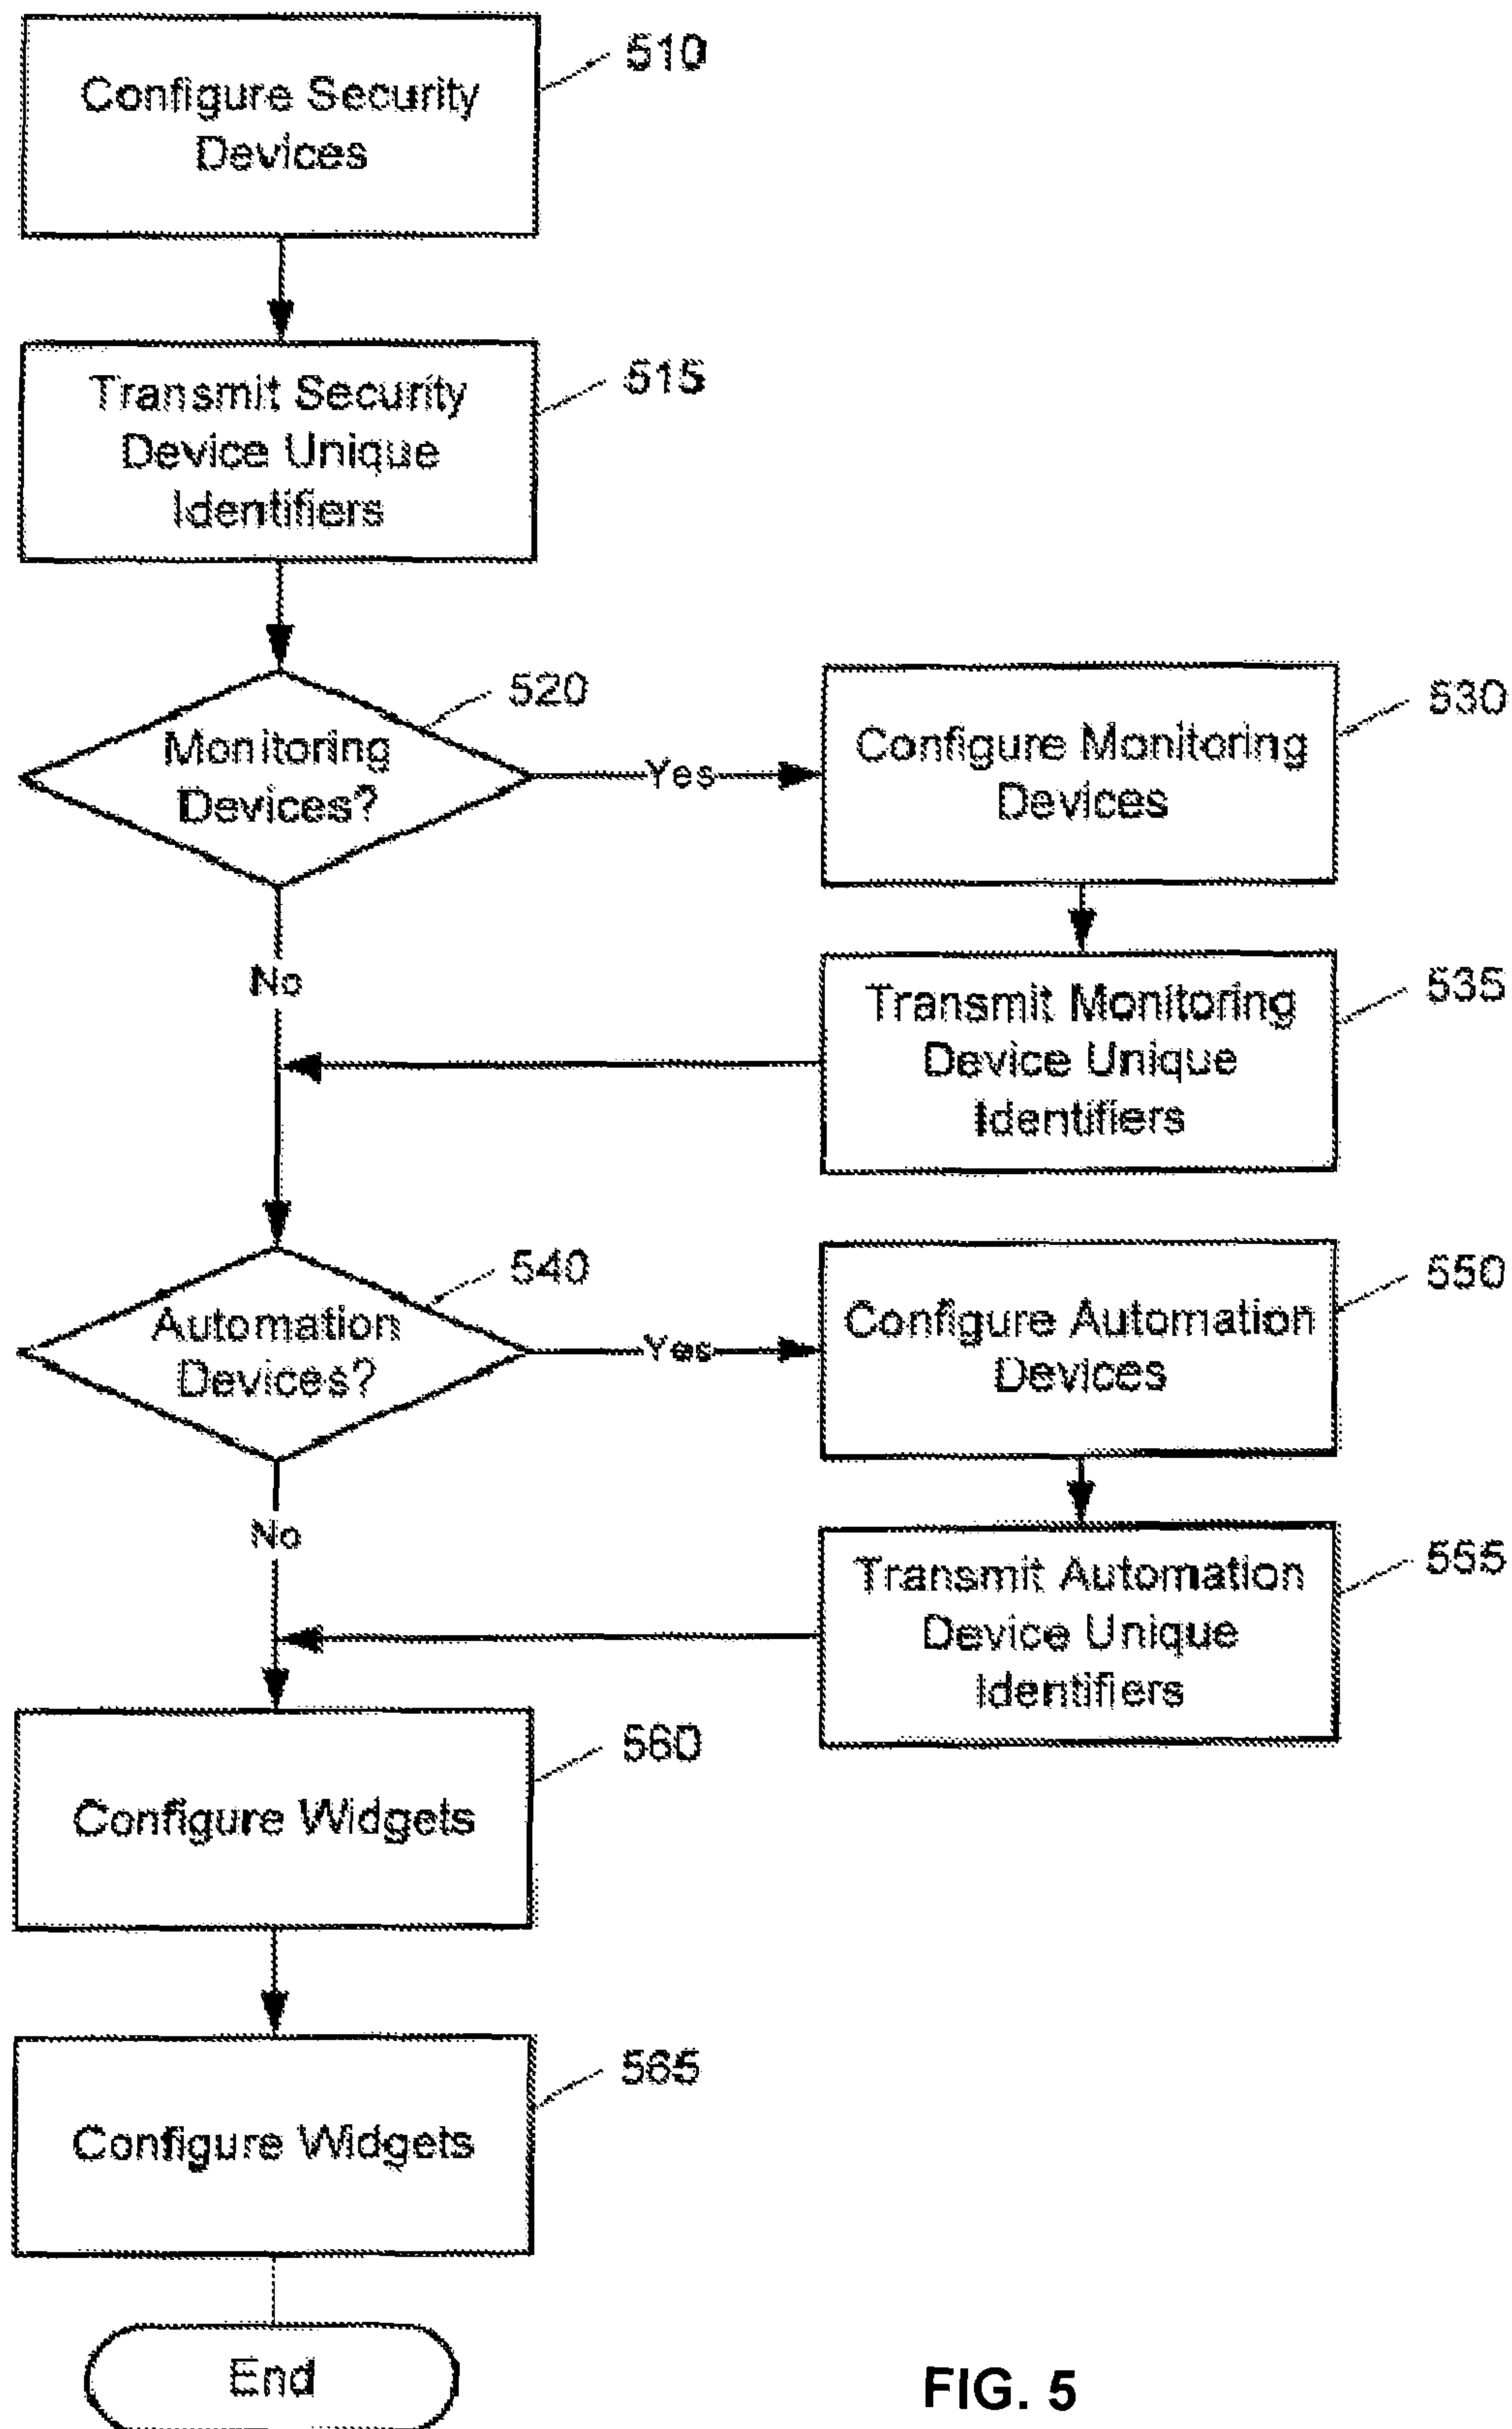 Configure Security
Devices
510
Transmit Security
Device Unique
Identifiers
515
Monitoring
Devices?
520
Yes
Configure Monitoring
Devices
530
No
Transmit Monitoring
Device Unique
Identifiers
535
Automation
Devices?
540
Yes
Configure Automation
Devices
550
No
Transmit Automation
Device Unique
Identifiers
555
Configure Widgets
560
Configure Widgets
565
End
FIG. 5